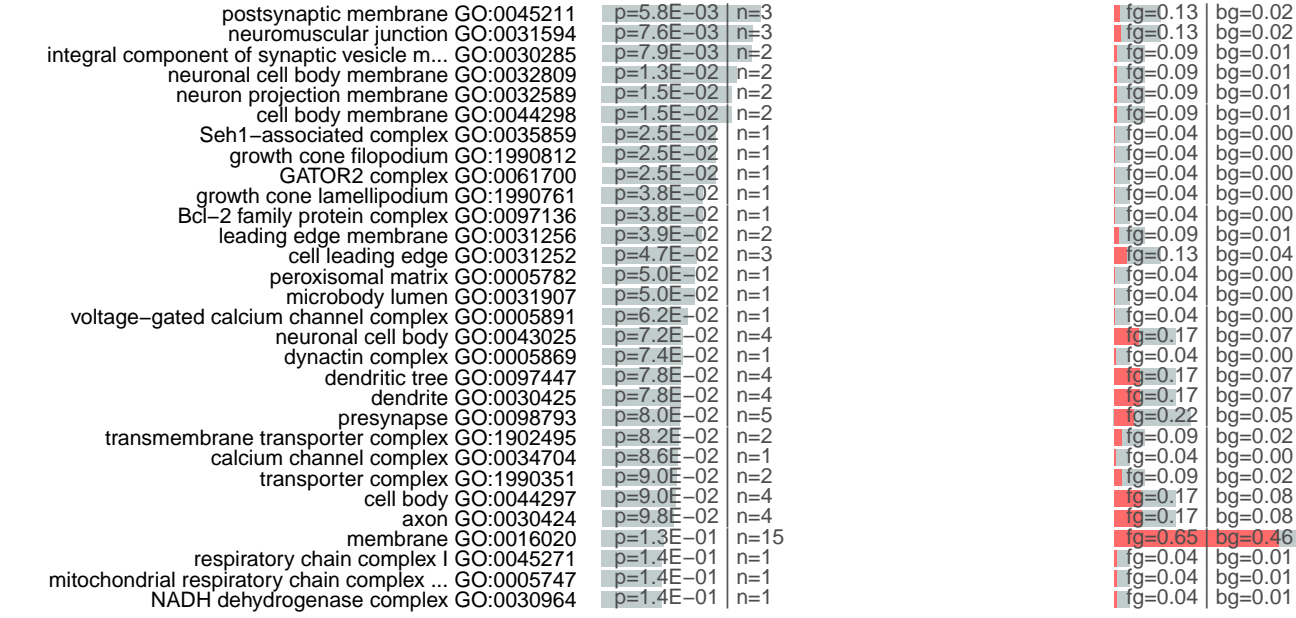 postsynaptic membrane GO:0045211 p=5.8E−03 | n=3 fg=0.13 | bg=0.02
neuromuscular junction GO:0031594 p=7.6E−03 | n=3 fg=0.13 | bg=0.02
integral component of synaptic vesicle m... GO:0030285 p=7.9E−03 | n=2 fg=0.09 | bg=0.01
neuronal cell body membrane GO:0032809 p=1.3E−02 | n=2 fg=0.09 | bg=0.01
neuron projection membrane GO:0032589 p=1.5E−02 | n=2 fg=0.09 | bg=0.01
cell body membrane GO:0044298 p=1.5E−02 | n=2 fg=0.09 | bg=0.01
Seh1−associated complex GO:0035859 p=2.5E−02 | n=1 fg=0.04 | bg=0.00
growth cone filopodium GO:1990812 p=2.5E−02 | n=1 fg=0.04 | bg=0.00
GATOR2 complex GO:0061700 p=2.5E−02 | n=1 fg=0.04 | bg=0.00
growth cone lamellipodium GO:1990761 p=3.8E−02 | n=1 fg=0.04 | bg=0.00
Bcl−2 family protein complex GO:0097136 p=3.8E−02 | n=1 fg=0.04 | bg=0.00
leading edge membrane GO:0031256 p=3.9E−02 | n=2 fg=0.09 | bg=0.01
cell leading edge GO:0031252 p=4.7E−02 | n=3 fg=0.13 | bg=0.04
peroxisomal matrix GO:0005782 p=5.0E−02 | n=1 fg=0.04 | bg=0.00
microbody lumen GO:0031907 p=5.0E−02 | n=1 fg=0.04 | bg=0.00
voltage−gated calcium channel complex GO:0005891 p=6.2E−02 | n=1 fg=0.04 | bg=0.00
neuronal cell body GO:0043025 p=7.2E−02 | n=4 fg=0.17 | bg=0.07
dynactin complex GO:0005869 p=7.4E−02 | n=1 fg=0.04 | bg=0.00
dendritic tree GO:0097447 p=7.8E−02 | n=4 fg=0.17 | bg=0.07
dendrite GO:0030425 p=7.8E−02 | n=4 fg=0.17 | bg=0.07
presynapse GO:0098793 p=8.0E−02 | n=5 fg=0.22 | bg=0.05
transmembrane transporter complex GO:1902495 p=8.2E−02 | n=2 fg=0.09 | bg=0.02
calcium channel complex GO:0034704 p=8.6E−02 | n=1 fg=0.04 | bg=0.00
transporter complex GO:1990351 p=9.0E−02 | n=2 fg=0.09 | bg=0.02
cell body GO:0044297 p=9.0E−02 | n=4 fg=0.17 | bg=0.08
axon GO:0030424 p=9.8E−02 | n=4 fg=0.17 | bg=0.08
membrane GO:0016020 p=1.3E−01 | n=15 fg=0.65 | bg=0.46
respiratory chain complex I GO:0045271 p=1.4E−01 | n=1 fg=0.04 | bg=0.01
mitochondrial respiratory chain complex ... GO:0005747 p=1.4E−01 | n=1 fg=0.04 | bg=0.01
NADH dehydrogenase complex GO:0030964 p=1.4E−01 | n=1 fg=0.04 | bg=0.01